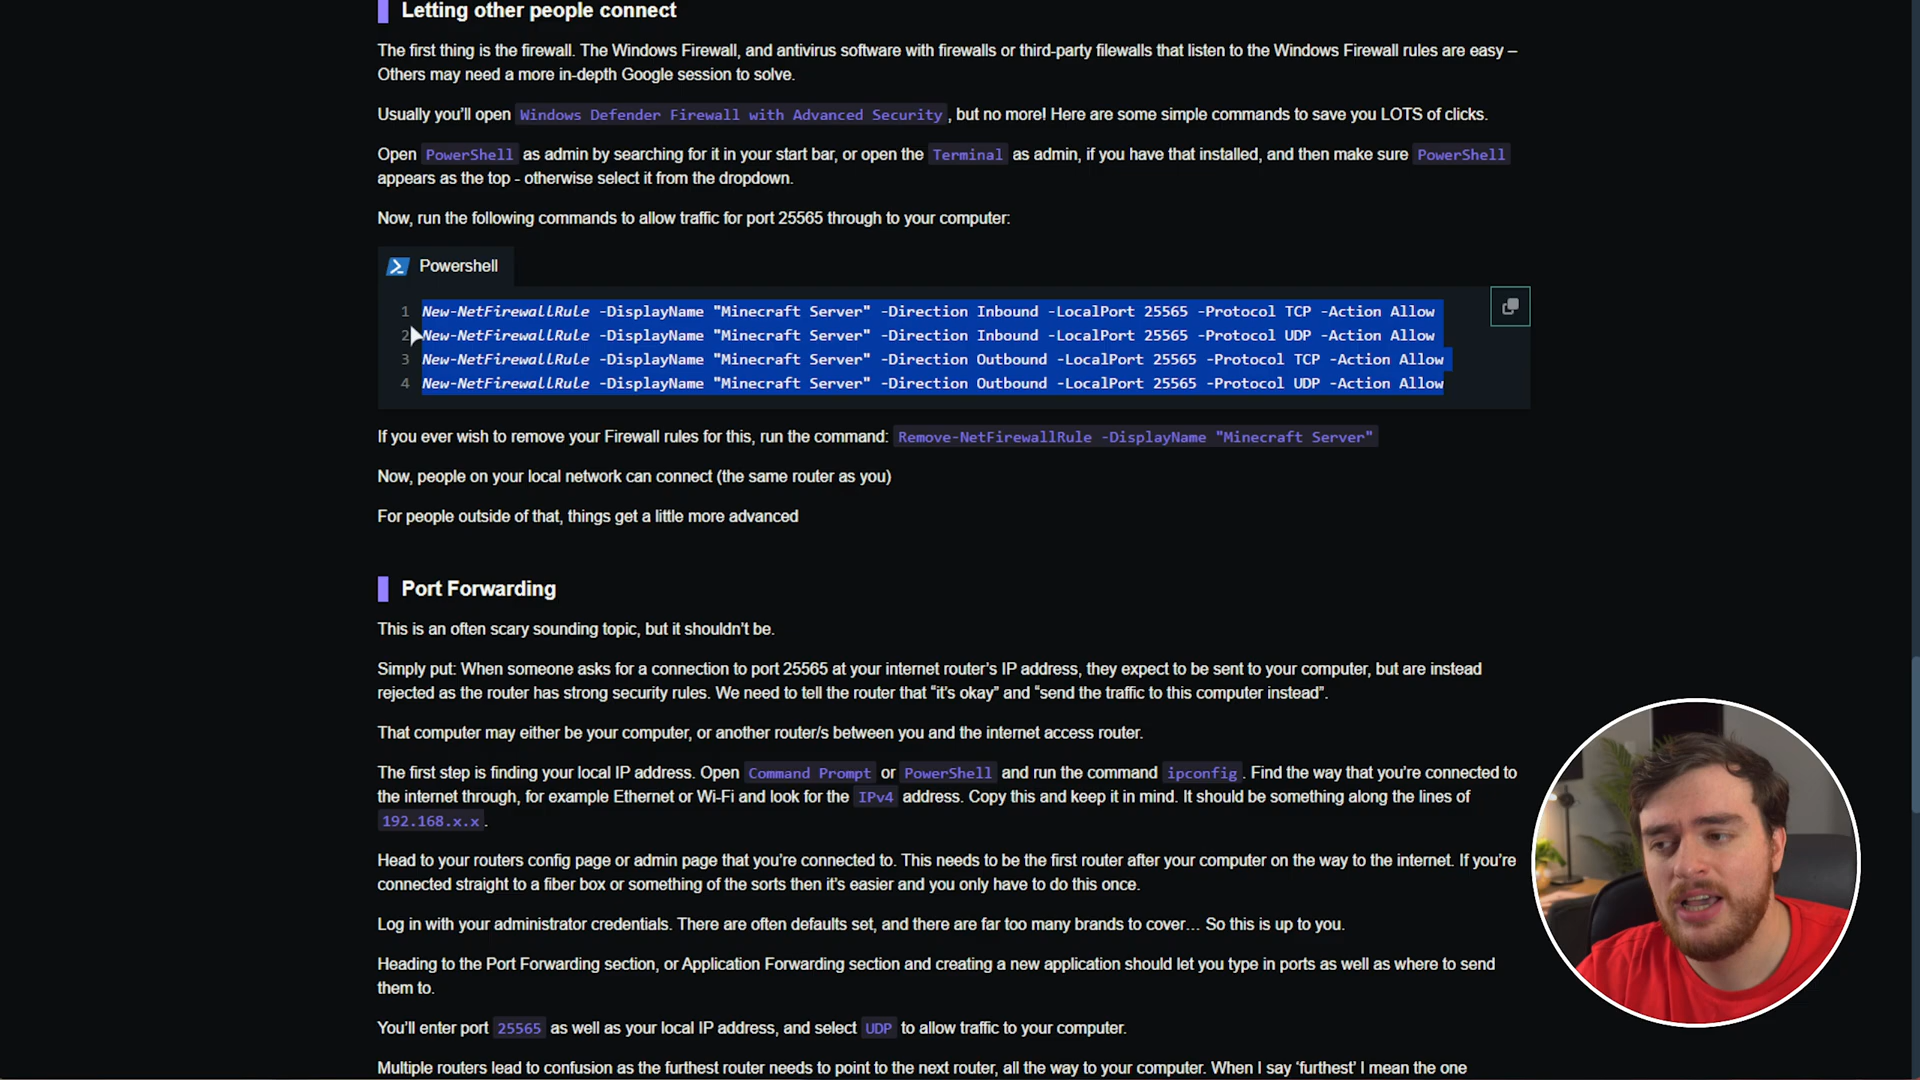 Letting other people connect
The first thing is the firewall. The Windows Firewall, and antivirus software with firewalls or third-party filewalls that listen to the Windows Firewall rules are easy –
Others may need a more in-depth Google session to solve.
Usually you'll open Windows Defender Firewall with Advanced Security , but no more! Here are some simple commands to save you LOTS of clicks.
Open PowerShell as admin by searching for it in your start bar, or open the Terminal as admin, if you have that installed, and then make sure PowerShell
appears as the top - otherwise select it from the dropdown.
Now, run the following commands to allow traffic for port 25565 through to your computer:
Powershell
1 New-NetFirewallRule -DisplayName "Minecraft Server" -Direction Inbound -LocalPort 25565 -Protocol TCP -Action Allow
2 New-NetFirewallRule -DisplayName "Minecraft Server" -Direction Inbound -LocalPort 25565 -Protocol UDP -Action Allow
3 New-NetFirewallRule -DisplayName "Minecraft Server" -Direction Outbound -LocalPort 25565 -Protocol TCP -Action Allow
4 New-NetFirewallRule -DisplayName "Minecraft Server" -Direction Outbound -LocalPort 25565 -Protocol UDP -Action Allow
If you ever wish to remove your Firewall rules for this, run the command: Remove-NetFirewallRule -DisplayName "Minecraft Server"
Now, people on your local network can connect (the same router as you)
For people outside of that, things get a little more advanced
Port Forwarding
This is an often scary sounding topic, but it shouldn't be.
Simply put: When someone asks for a connection to port 25565 at your internet router's IP address, they expect to be sent to your computer, but are instead
rejected as the router has strong security rules. We need to tell the router that “it's okay” and “send the traffic to this computer instead”.
That computer may either be your computer, or another router/s between you and the internet access router.
The first step is finding your local IP address. Open Command Prompt or PowerShell and run the command ipconfig . Find the way that you're connected to
the internet through, for example Ethernet or Wi-Fi and look for the IPv4 address. Copy this and keep it in mind. It should be something along the lines of
192.168.x.x .
Head to your routers config page or admin page that you're connected to. This needs to be the first router after your computer on the way to the internet. If you're
connected straight to a fiber box or something of the sorts then it's easier and you only have to do this once.
Log in with your administrator credentials. There are often defaults set, and there are far too many brands to cover… So this is up to you.
Heading to the Port Forwarding section, or Application Forwarding section and creating a new application should let you type in ports as well as where to send
them to.
You'll enter port 25565 as well as your local IP address, and select UDP to allow traffic to your computer.
Multiple routers lead to confusion as the furthest router needs to point to the next router, all the way to your computer. When I say 'furthest' I mean the one